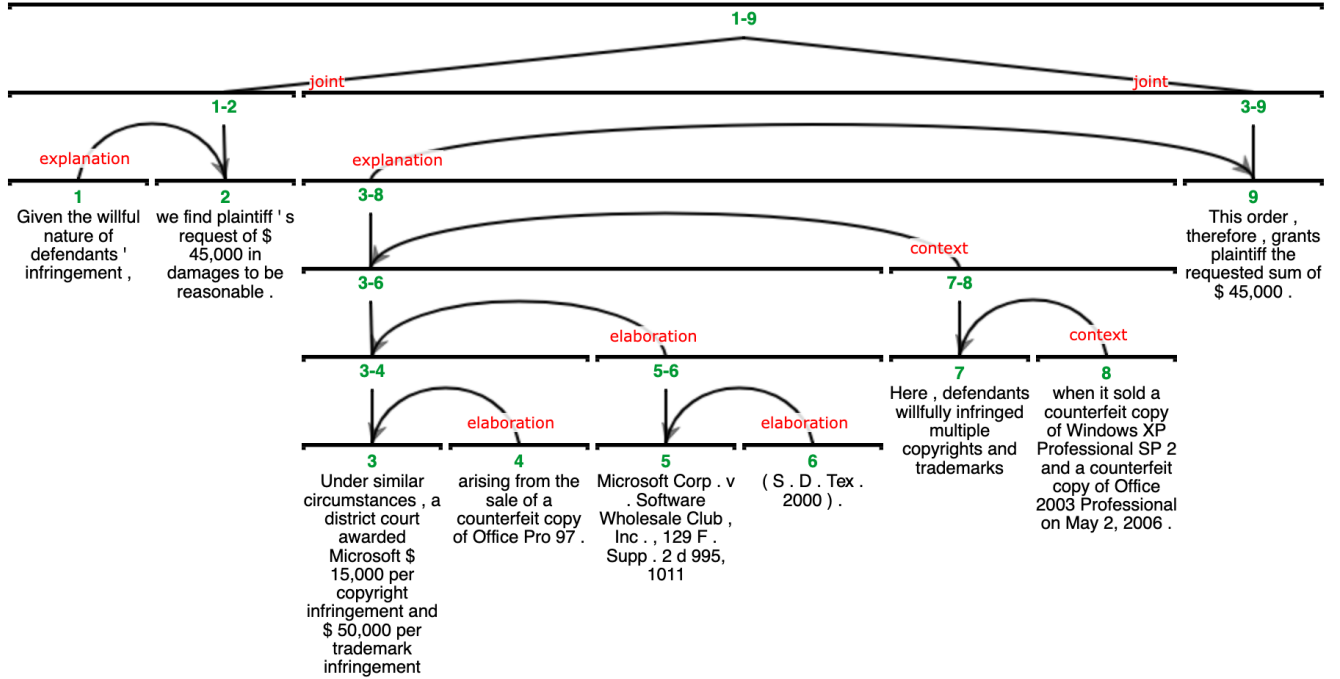 1-9
joint
joint
1-2
3-9
explanation
explanation
1
2
3-8
9
Given the willful
nature of
defendants '
infringement ,
we find plaintiff ' s
request of $
45,000 in
damages to be
reasonable .
This order ,
therefore , grants
plaintiff the
requested sum of
$ 45,000 .
context
3-6
7-8
elaboration
context
3-4
5-6
7
8
Here , defendants
willfully infringed
multiple
copyrights and
trademarks
when it sold a
counterfeit copy
of Windows XP
Professional SP 2
and a counterfeit
copy of Office
2003 Professional
on May 2, 2006 .
elaboration
elaboration
3
4
5
6
Under similar
circumstances , a
district court
awarded
Microsoft $
15,000 per
copyright
infringement and
$ 50,000 per
trademark
infringement
arising from the
sale of a
counterfeit copy
of Office Pro 97 .
Microsoft Corp . v
. Software
Wholesale Club ,
Inc . , 129 F .
Supp . 2 d 995,
1011
( S . D . Tex .
2000 ) .